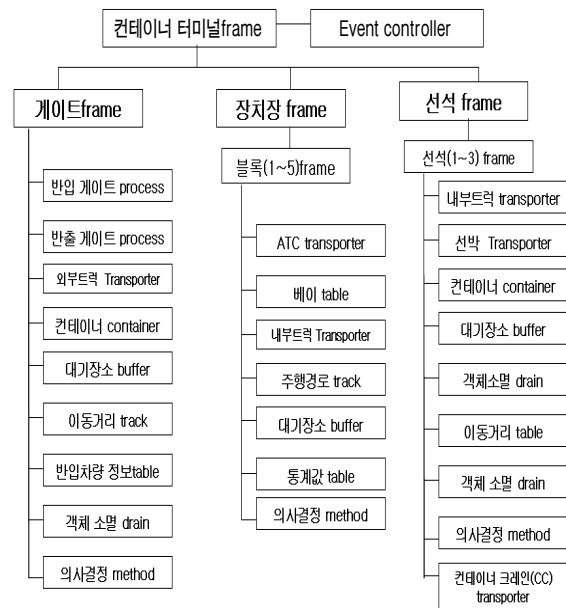 컨테이너 터미널frame
Event controller
게이트frame
반입 게이트 process
반출 게이트 process
외부트럭 Transporter
컨테이너 container
대기장소 buffer
이동거리 track
반입차량 정보table
객체 소멸 drain
의사결정 method
장치장 frame
블록(1~5)frame
ATC transporter
베이 table
내부트럭 Transporter
주행경로 track
대기장소 buffer
통계값 table
의사결정 method
선석 frame
선석(1~3) frame
내부트럭 transporter
선박 Transporter
컨테이너 container
대기장소 buffer
객체소멸 drain
이동거리 table
객체 소멸 drain
의사결정 method
컨테이너 크레인(CC)
transporter